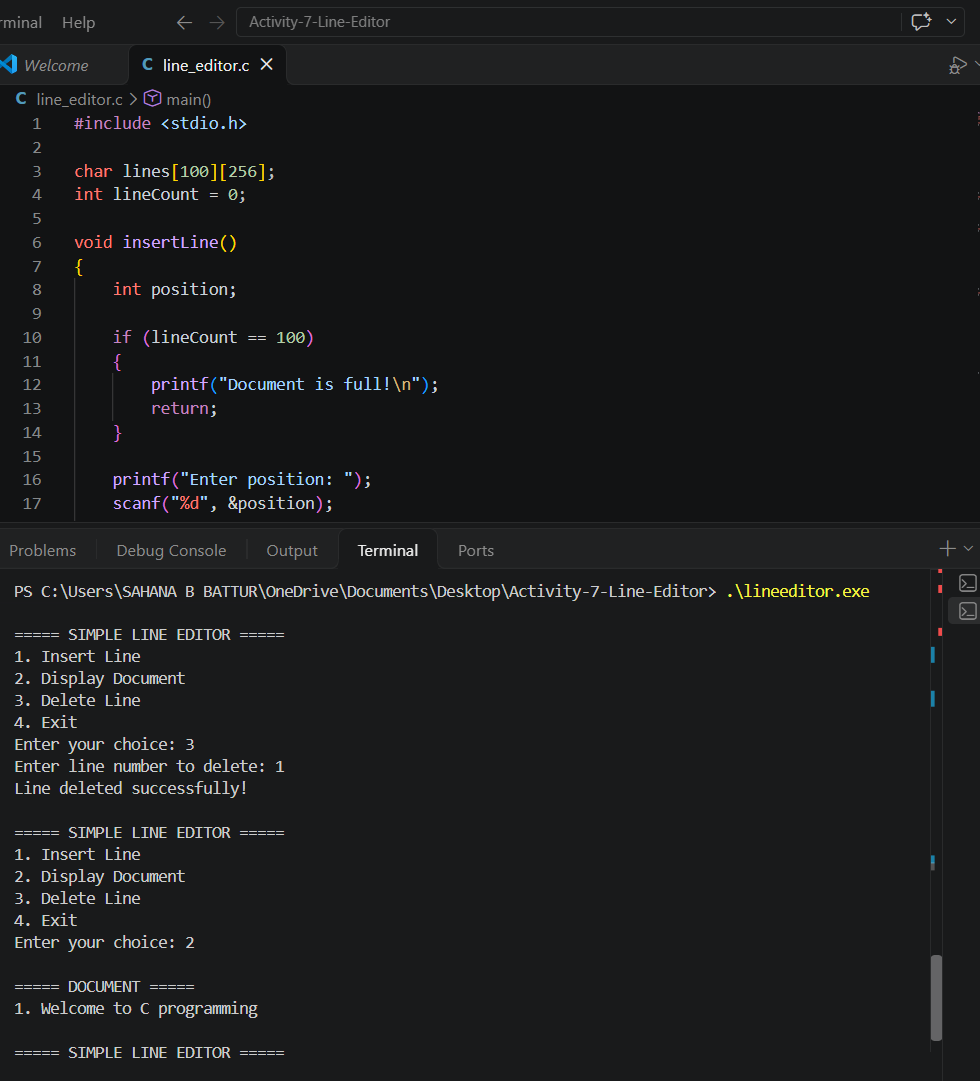 rminal Help ← → Activity-7-Line-Editor
Welcome C line_editor.c ×
C line_editor.c > main()
1 #include <stdio.h>
2
3 char lines[100][256];
4 int lineCount = 0;
5
6 void insertLine()
7 {
8     int position;
9
10     if (lineCount == 100)
11     {
12         printf("Document is full!\n");
13         return;
14     }
15
16     printf("Enter position: ");
17     scanf("%d", &position);
Problems Debug Console Output Terminal Ports
PS C:\Users\SAHANA B BATTUR\OneDrive\Documents\Desktop\Activity-7-Line-Editor> .\lineeditor.exe

===== SIMPLE LINE EDITOR =====
1. Insert Line
2. Display Document
3. Delete Line
4. Exit
Enter your choice: 3
Enter line number to delete: 1
Line deleted successfully!

===== SIMPLE LINE EDITOR =====
1. Insert Line
2. Display Document
3. Delete Line
4. Exit
Enter your choice: 2

===== DOCUMENT =====
1. Welcome to C programming

===== SIMPLE LINE EDITOR =====